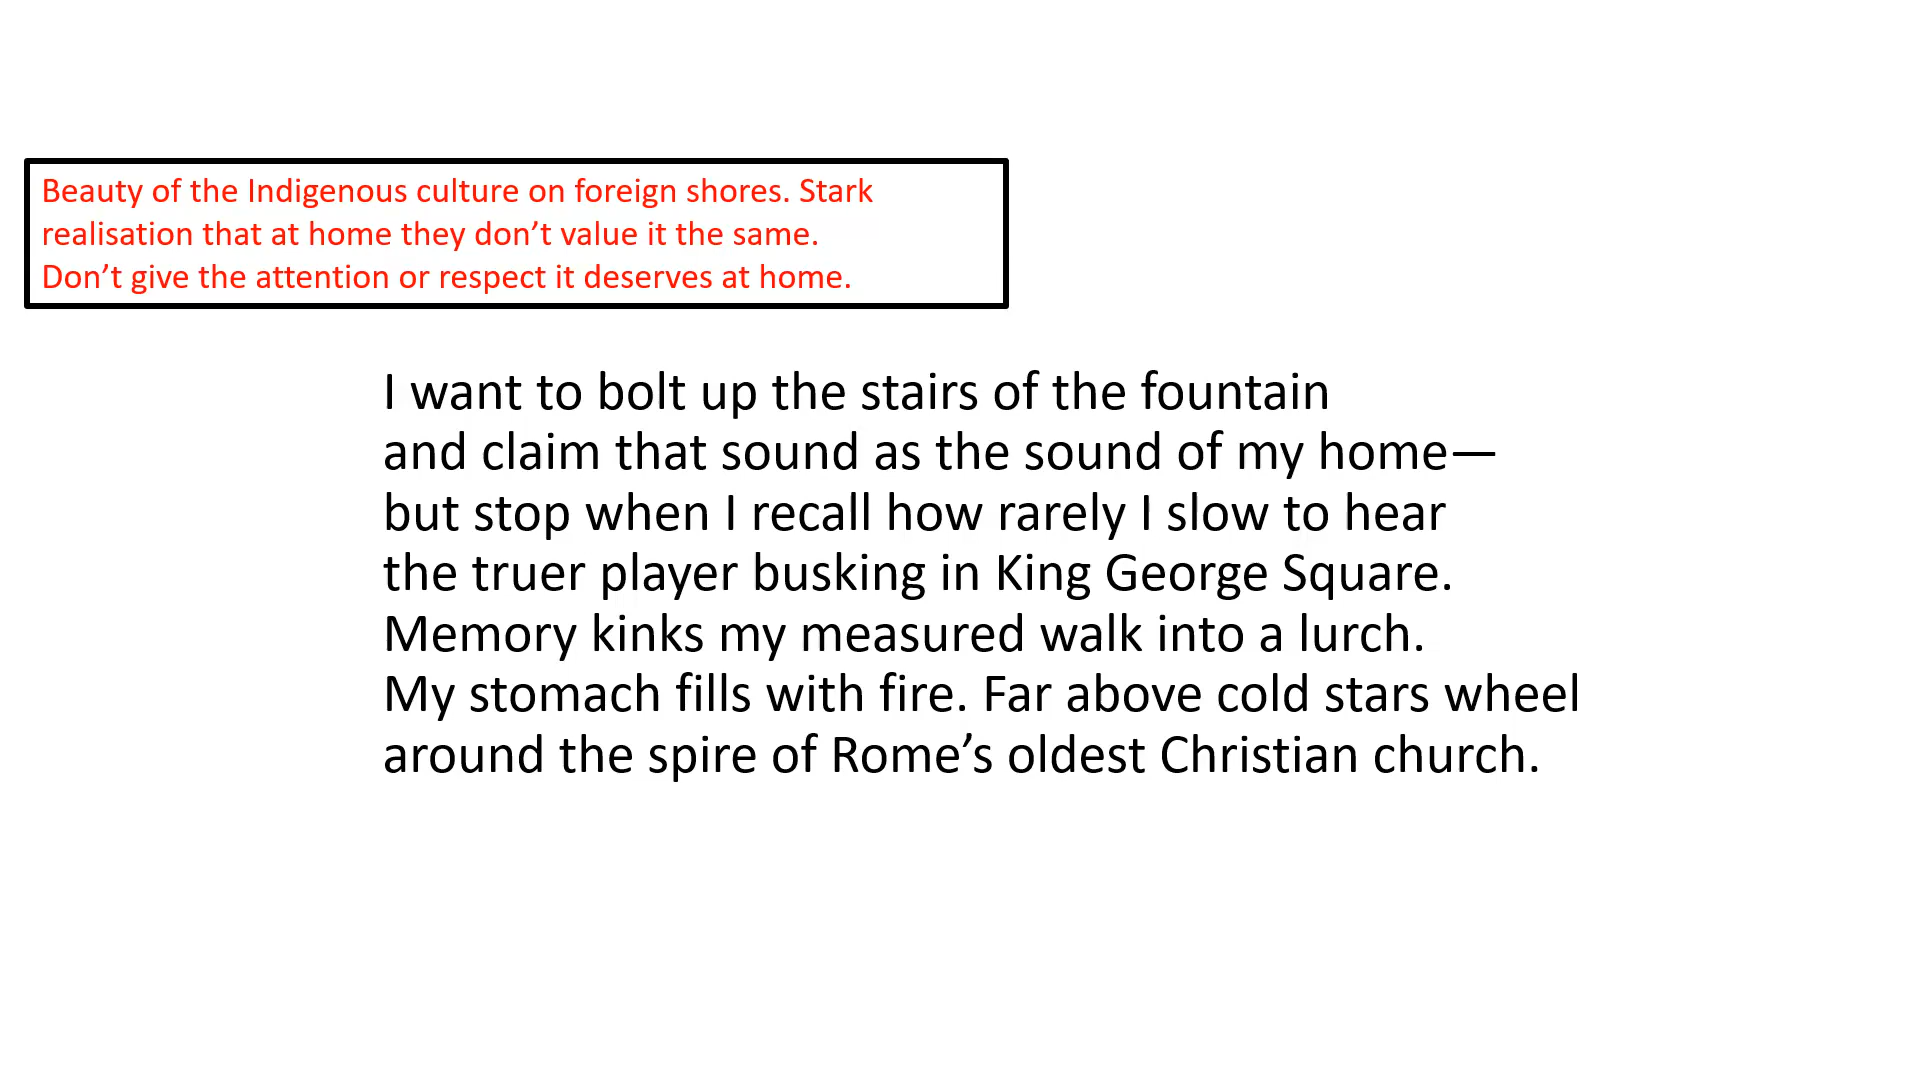 Beauty of the Indigenous culture on foreign shores. Stark
realisation that at home they don’t value it the same.
Don’t give the attention or respect it deserves at home.
I want to bolt up the stairs of the fountain
and claim that sound as the sound of my home—
but stop when I recall how rarely I slow to hear
the truer player busking in King George Square.
Memory kinks my measured walk into a lurch.
My stomach fills with fire. Far above cold stars wheel
around the spire of Rome’s oldest Christian church.